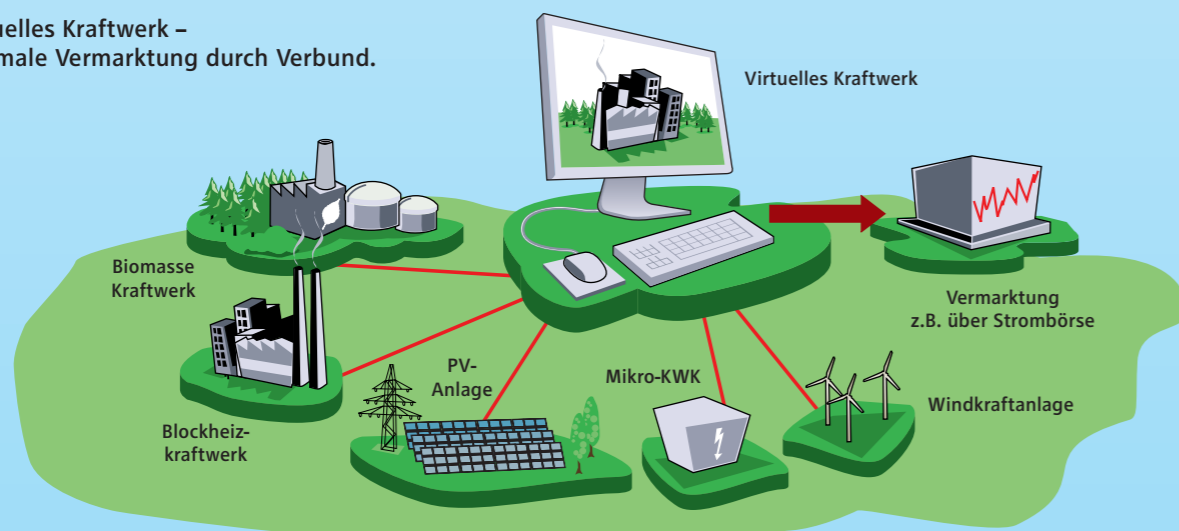 uelles Kraftwerk –
male Vermarktung durch Verbund.
Virtuelles Kraftwerk
Biomasse
Kraftwerk
Vermarktung
z.B. über Strombörse
PV-
Anlage
Mikro-KWK
Windkraftanlage
Blockheiz-
kraftwerk